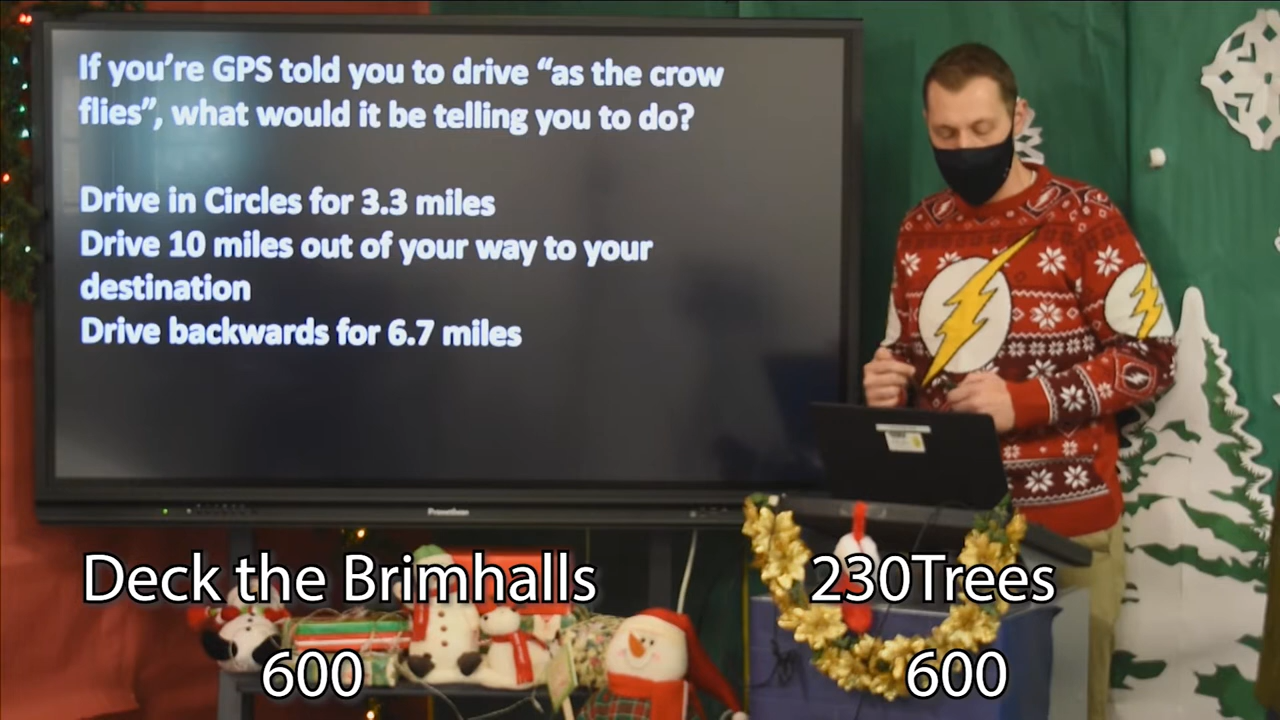 If you’re GPS told you to drive “as the crow
flies”, what would it be telling you to do?
Drive in Circles for 3.3 miles
Drive 10 miles out of your way to your
destination
Drive backwards for 6.7 miles
Promethean
Deck the Brimhalls
230Trees
600
600